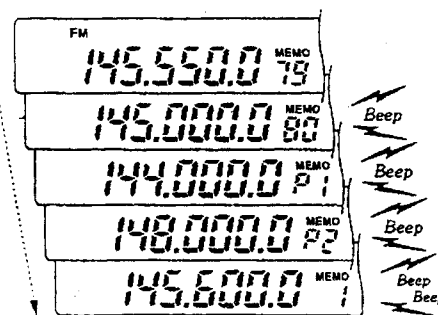 FM
145.550.0 MEMO 79
145.000.0 MEMO 80
Beep
144.000.0 MEMO P1
Beep
148.000.0 MEMO P2
Beep
145.600.0 MEMO 1
Beep
Beep